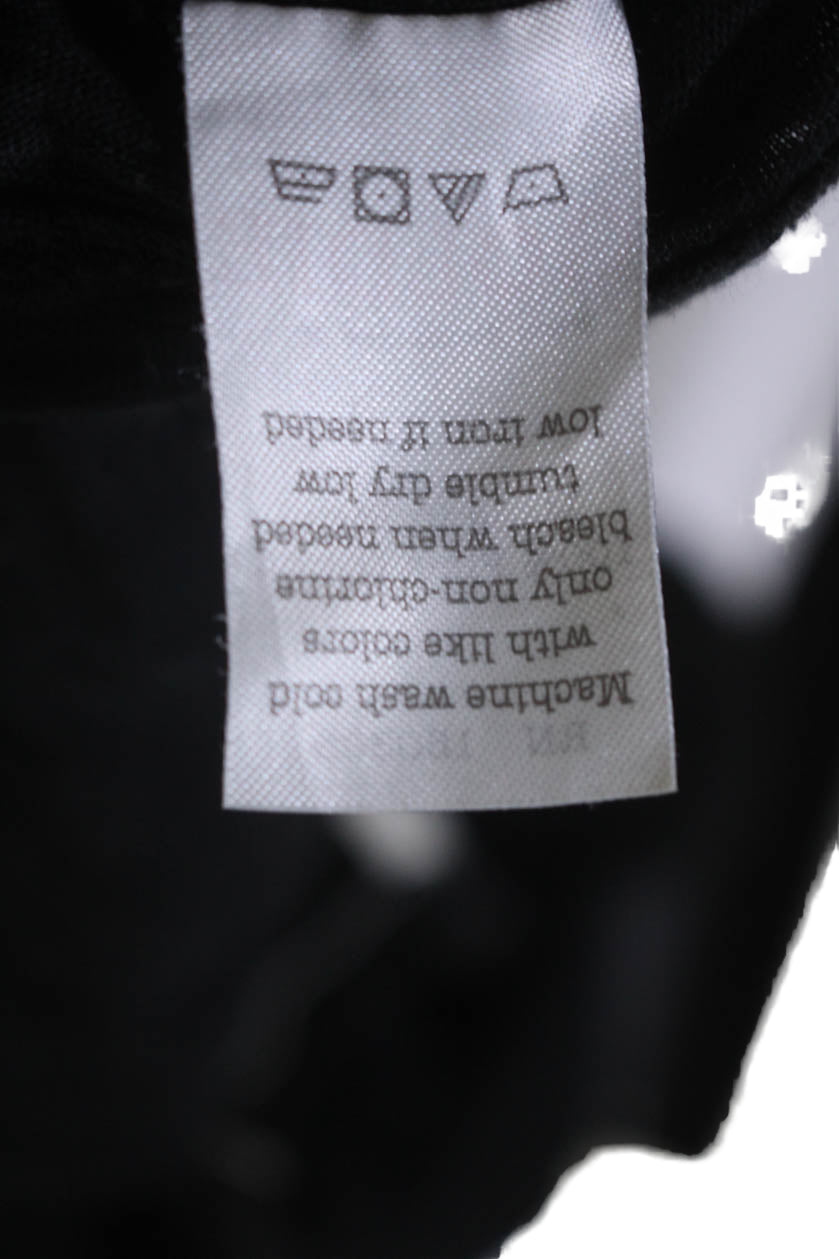 Machine wash cold
with like colors
only non-chlorine
bleach when needed
tumble dry low
low iron if needed